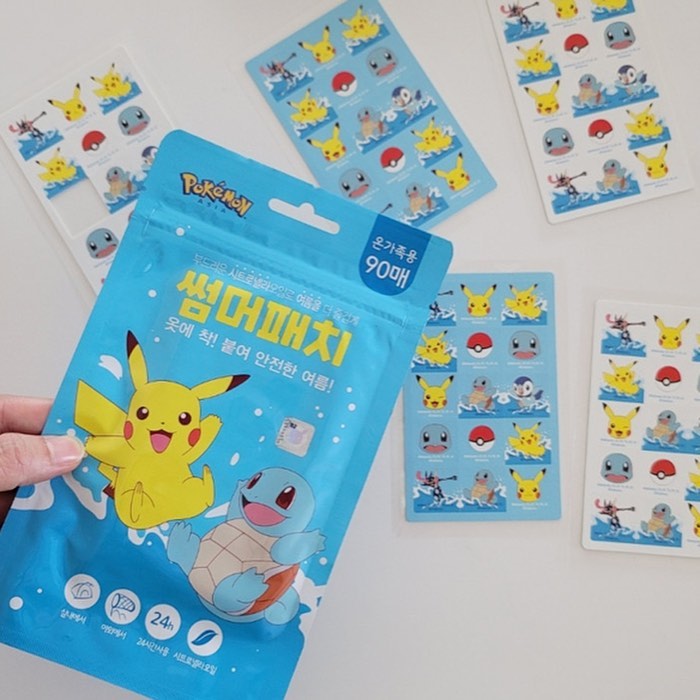 POKÉMON
ASIA
온가족용
90매
부드러운 시트로넬라오일로 여름을 더 즐겁게
썸머패치
옷에 착! 붙여 안전한 여름!
24h
실내에서
야외에서
24시간사용
시트로넬라오일